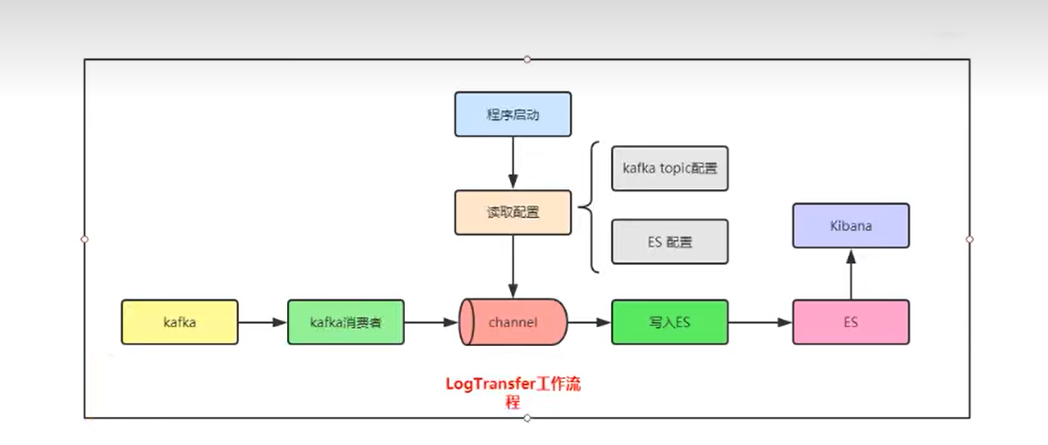 程序启动
kafka topic配置
读取配置
Kibana
ES 配置
kafka
kafka消费者
channel
写入ES
ES
LogTransfer工作流
程